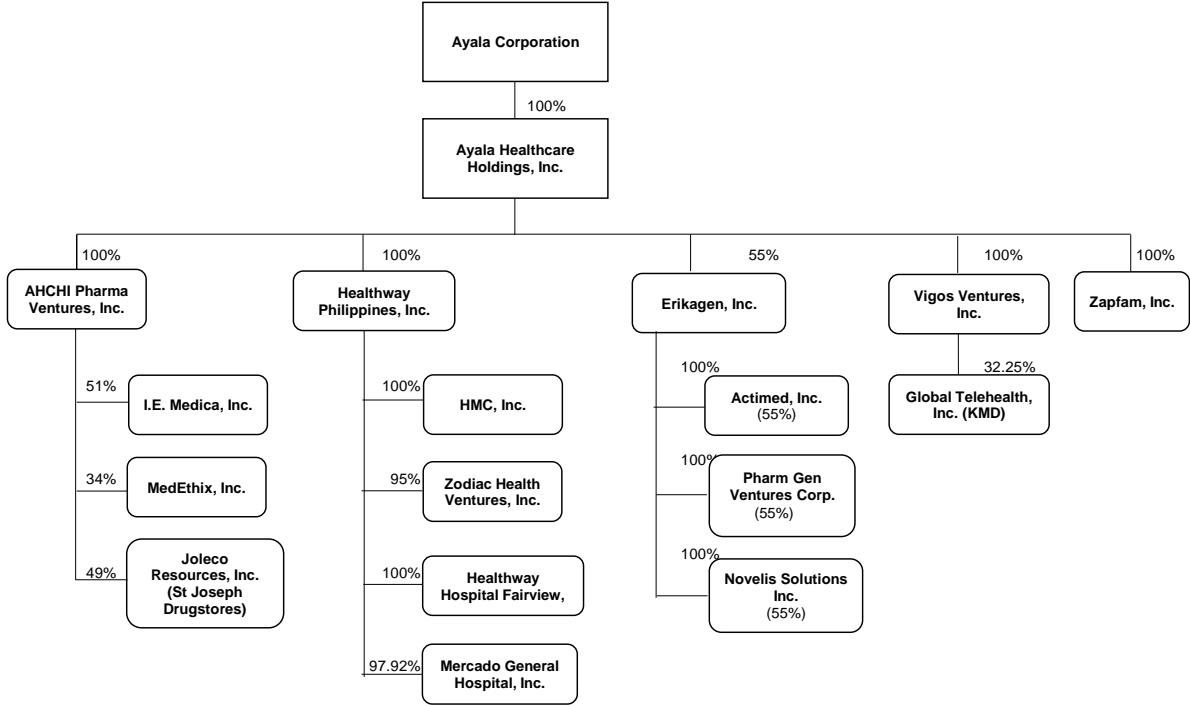 Ayala Corporation
100%
Ayala Healthcare
Holdings, Inc.
100%
100%
55%
100%
100%
AHCHI Pharma
Ventures, Inc.
Healthway
Philippines, Inc.
Erikagen, Inc.
Vigos Ventures,
Inc.
Zapfam, Inc.
51%
I.E. Medica, Inc.
34%
MedEthix, Inc.
49%
Joleco
Resources, Inc.
(St Joseph
Drugstores)
100%
HMC, Inc.
95%
Zodiac Health
Ventures, Inc.
100%
Healthway
Hospital Fairview,
97.92%
Mercado General
Hospital, Inc.
100%
Actimed, Inc.
(55%)
100%
Pharm Gen
Ventures Corp.
(55%)
100%
Novelis Solutions
Inc.
(55%)
32.25%
Global Telehealth,
Inc. (KMD)